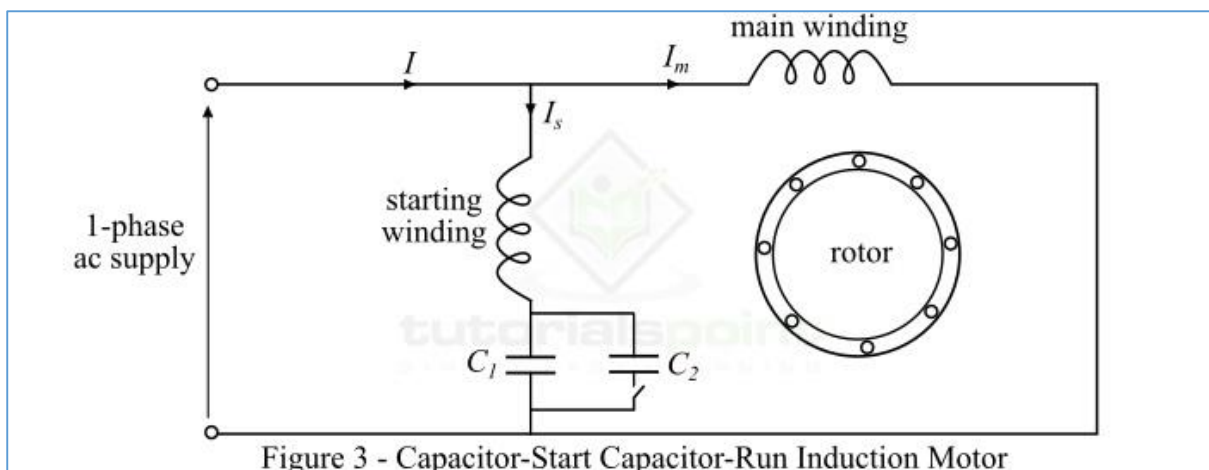 main winding
I
I_m
I_s
starting
winding
1-phase
ac supply
rotor
tutorialspoint
C_1
C_2
Figure 3 - Capacitor-Start Capacitor-Run Induction Motor